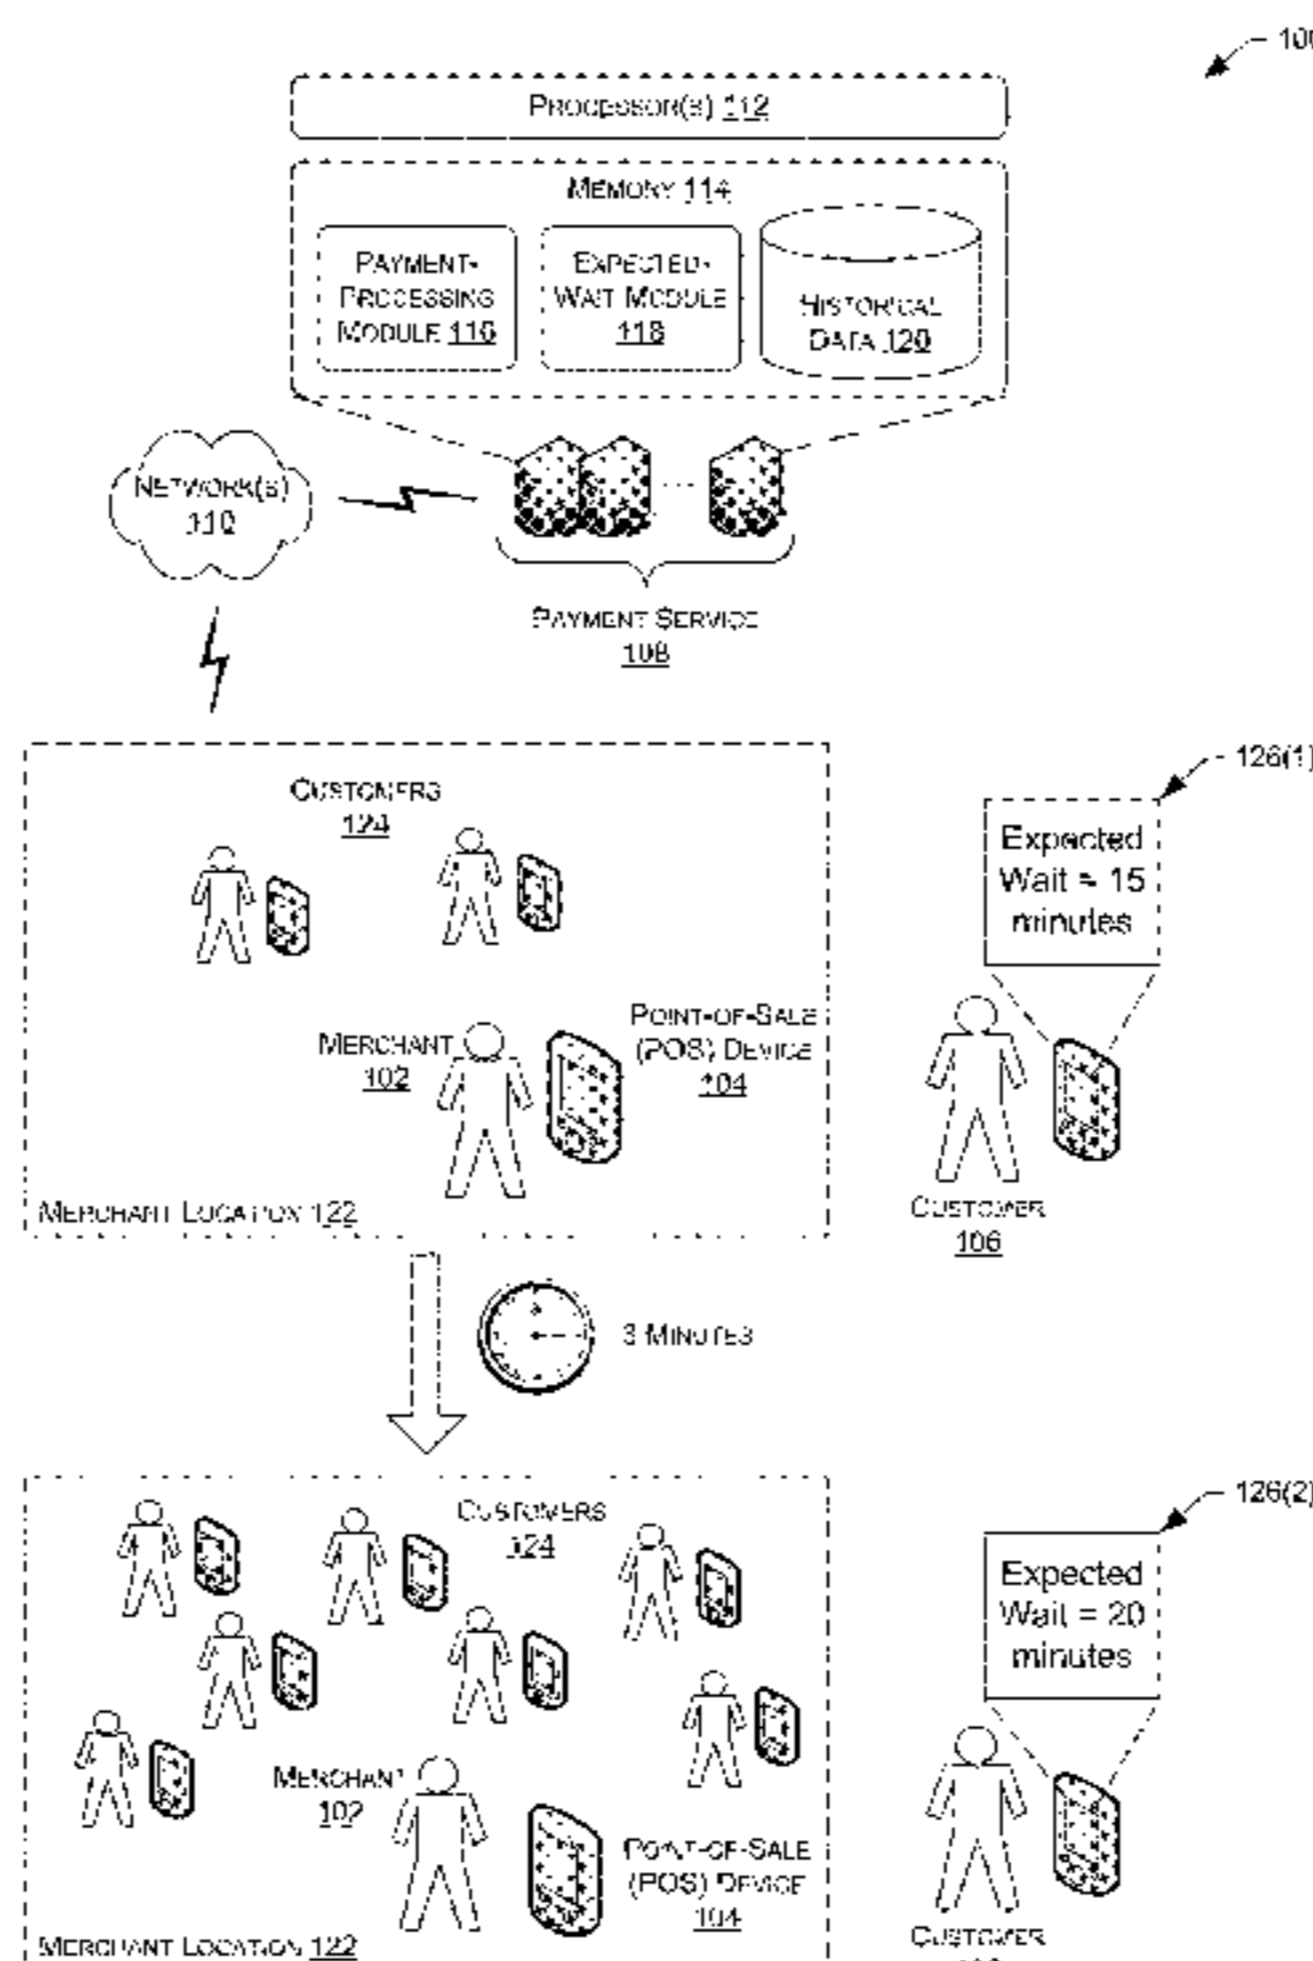 100
PROCESSOR(S) 112
MEMORY 114
PAYMENT-
PROCESSING
MODULE 116
EXPECTED-
WAIT MODULE
118
HISTORICAL
DATA 120
NETWORK(S)
110
PAYMENT SERVICE
108
126(1)
CUSTOMERS
124
Expected
Wait = 15
minutes
MERCHANT
102
POINT-OF-SALE
(POS) DEVICE
104
MERCHANT LOCATION 122
CUSTOMER
106
3 MINUTES
126(2)
CUSTOMERS
124
Expected
Wait = 20
minutes
MERCHANT
102
POINT-OF-SALE
(POS) DEVICE
104
MERCHANT LOCATION 122
CUSTOMER